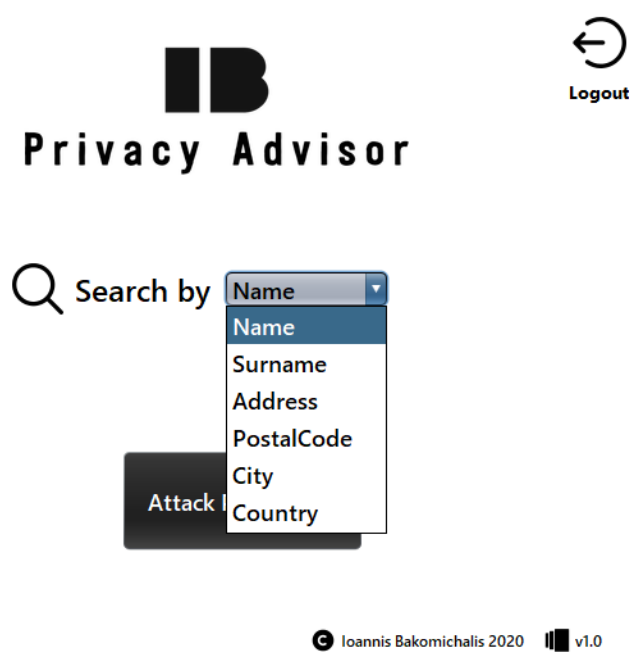 IB
Logout
Privacy Advisor
Search by Name
Name
Surname
Address
PostalCode
City
Country
Attack
Ioannis Bakomichalis 2020 v1.0